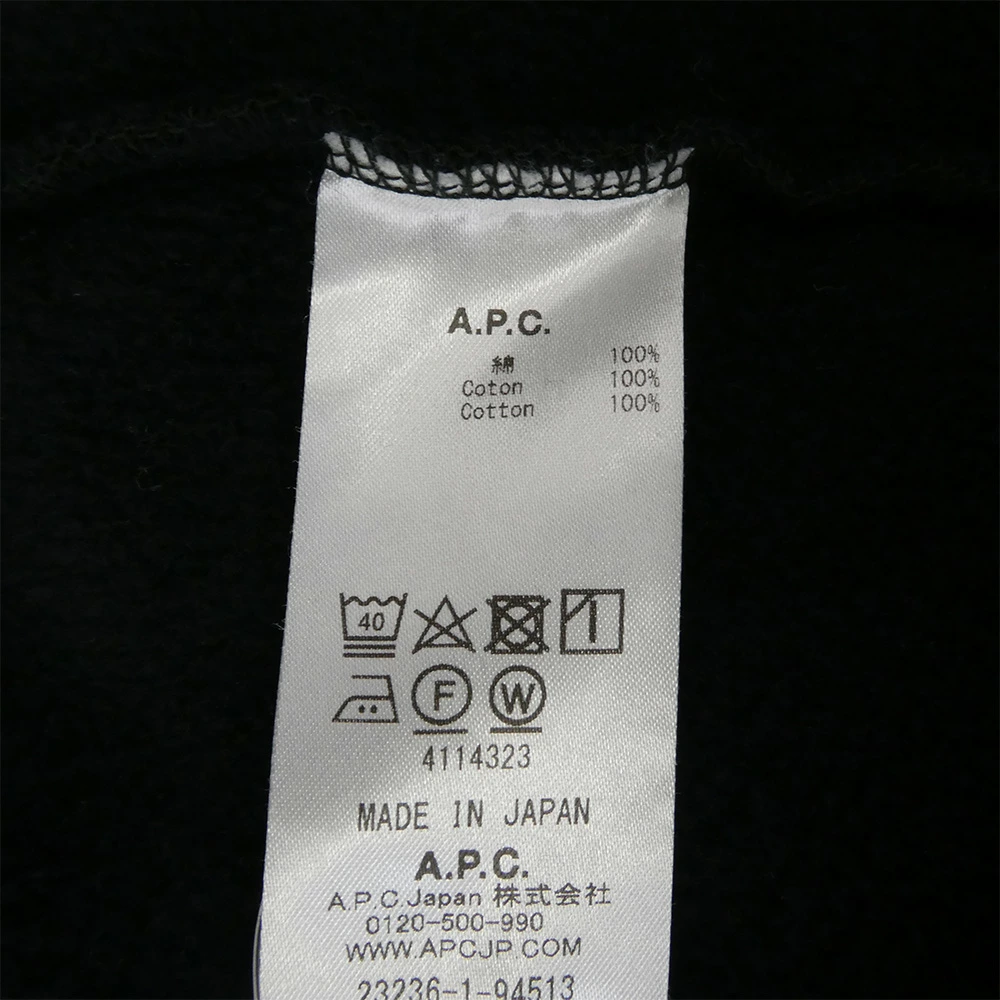 A.P.C.
綿 100%
Coton 100%
Cotton 100%
40
F W
4114323
MADE IN JAPAN
A.P.C.
A.P.C.Japan 株式会社
0120-500-990
WWW.APCJP.COM
23236-1-94513